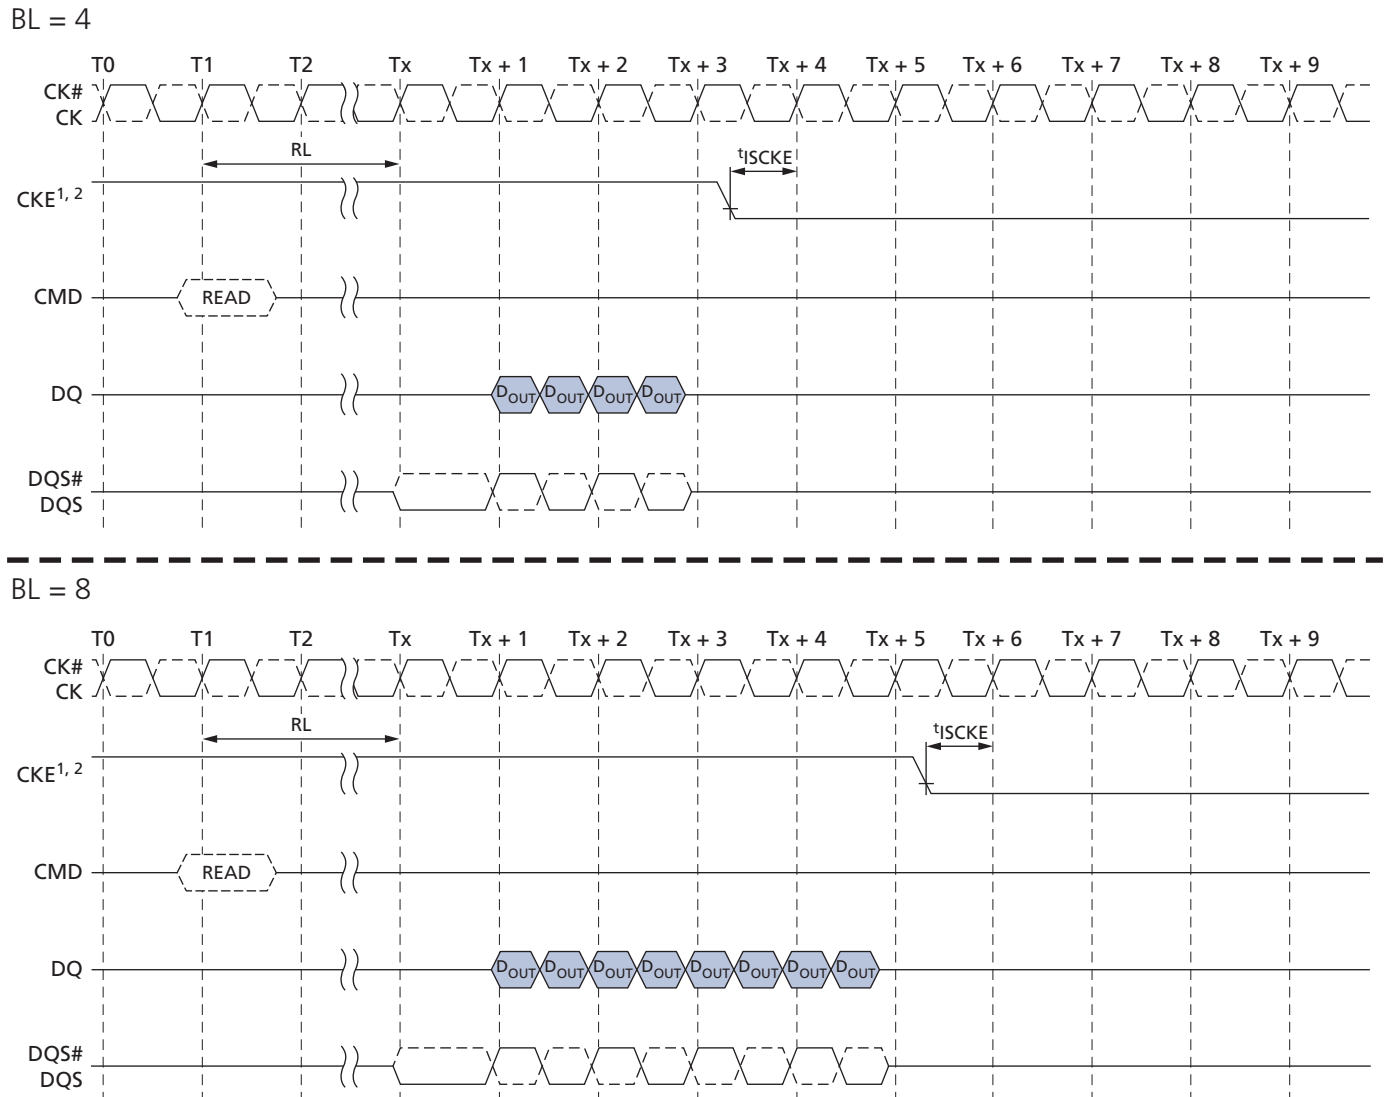 BL = 4
T0 T1 T2 Tx Tx + 1 Tx + 2 Tx + 3 Tx + 4 Tx + 5 Tx + 6 Tx + 7 Tx + 8 Tx + 9
CK#
CK
RL
tISCKE
CKE1, 2
CMD READ
DQ DOUT DOUT DOUT DOUT
DQS#
DQS
BL = 8
T0 T1 T2 Tx Tx + 1 Tx + 2 Tx + 3 Tx + 4 Tx + 5 Tx + 6 Tx + 7 Tx + 8 Tx + 9
CK#
CK
RL
tISCKE
CKE1, 2
CMD READ
DQ DOUT DOUT DOUT DOUT DOUT DOUT DOUT DOUT
DQS#
DQS